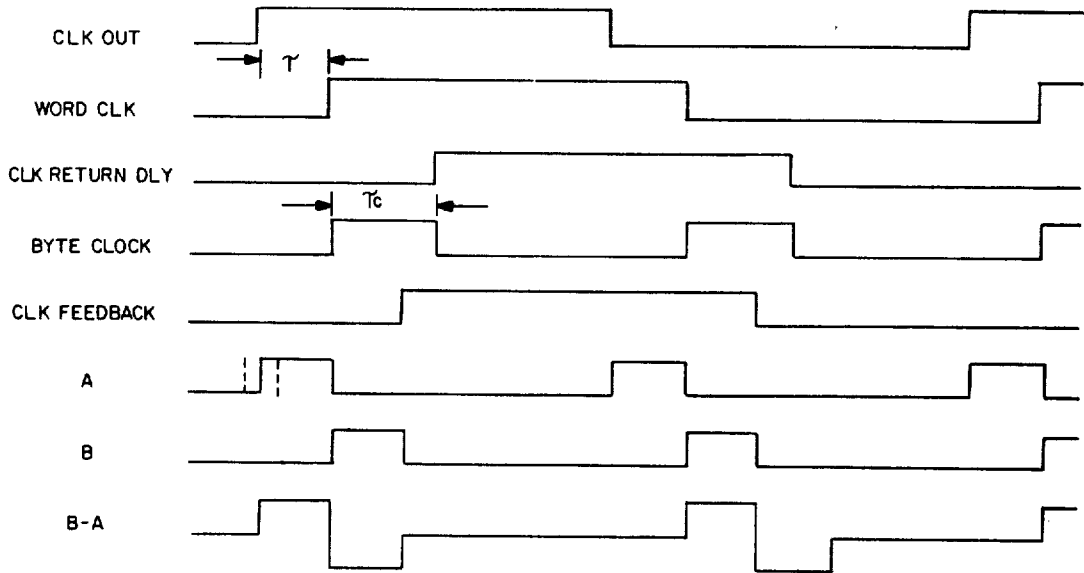 CLK OUT
τ
WORD CLK
CLK RETURN DLY
τc
BYTE CLOCK
CLK FEEDBACK
A
B
B-A